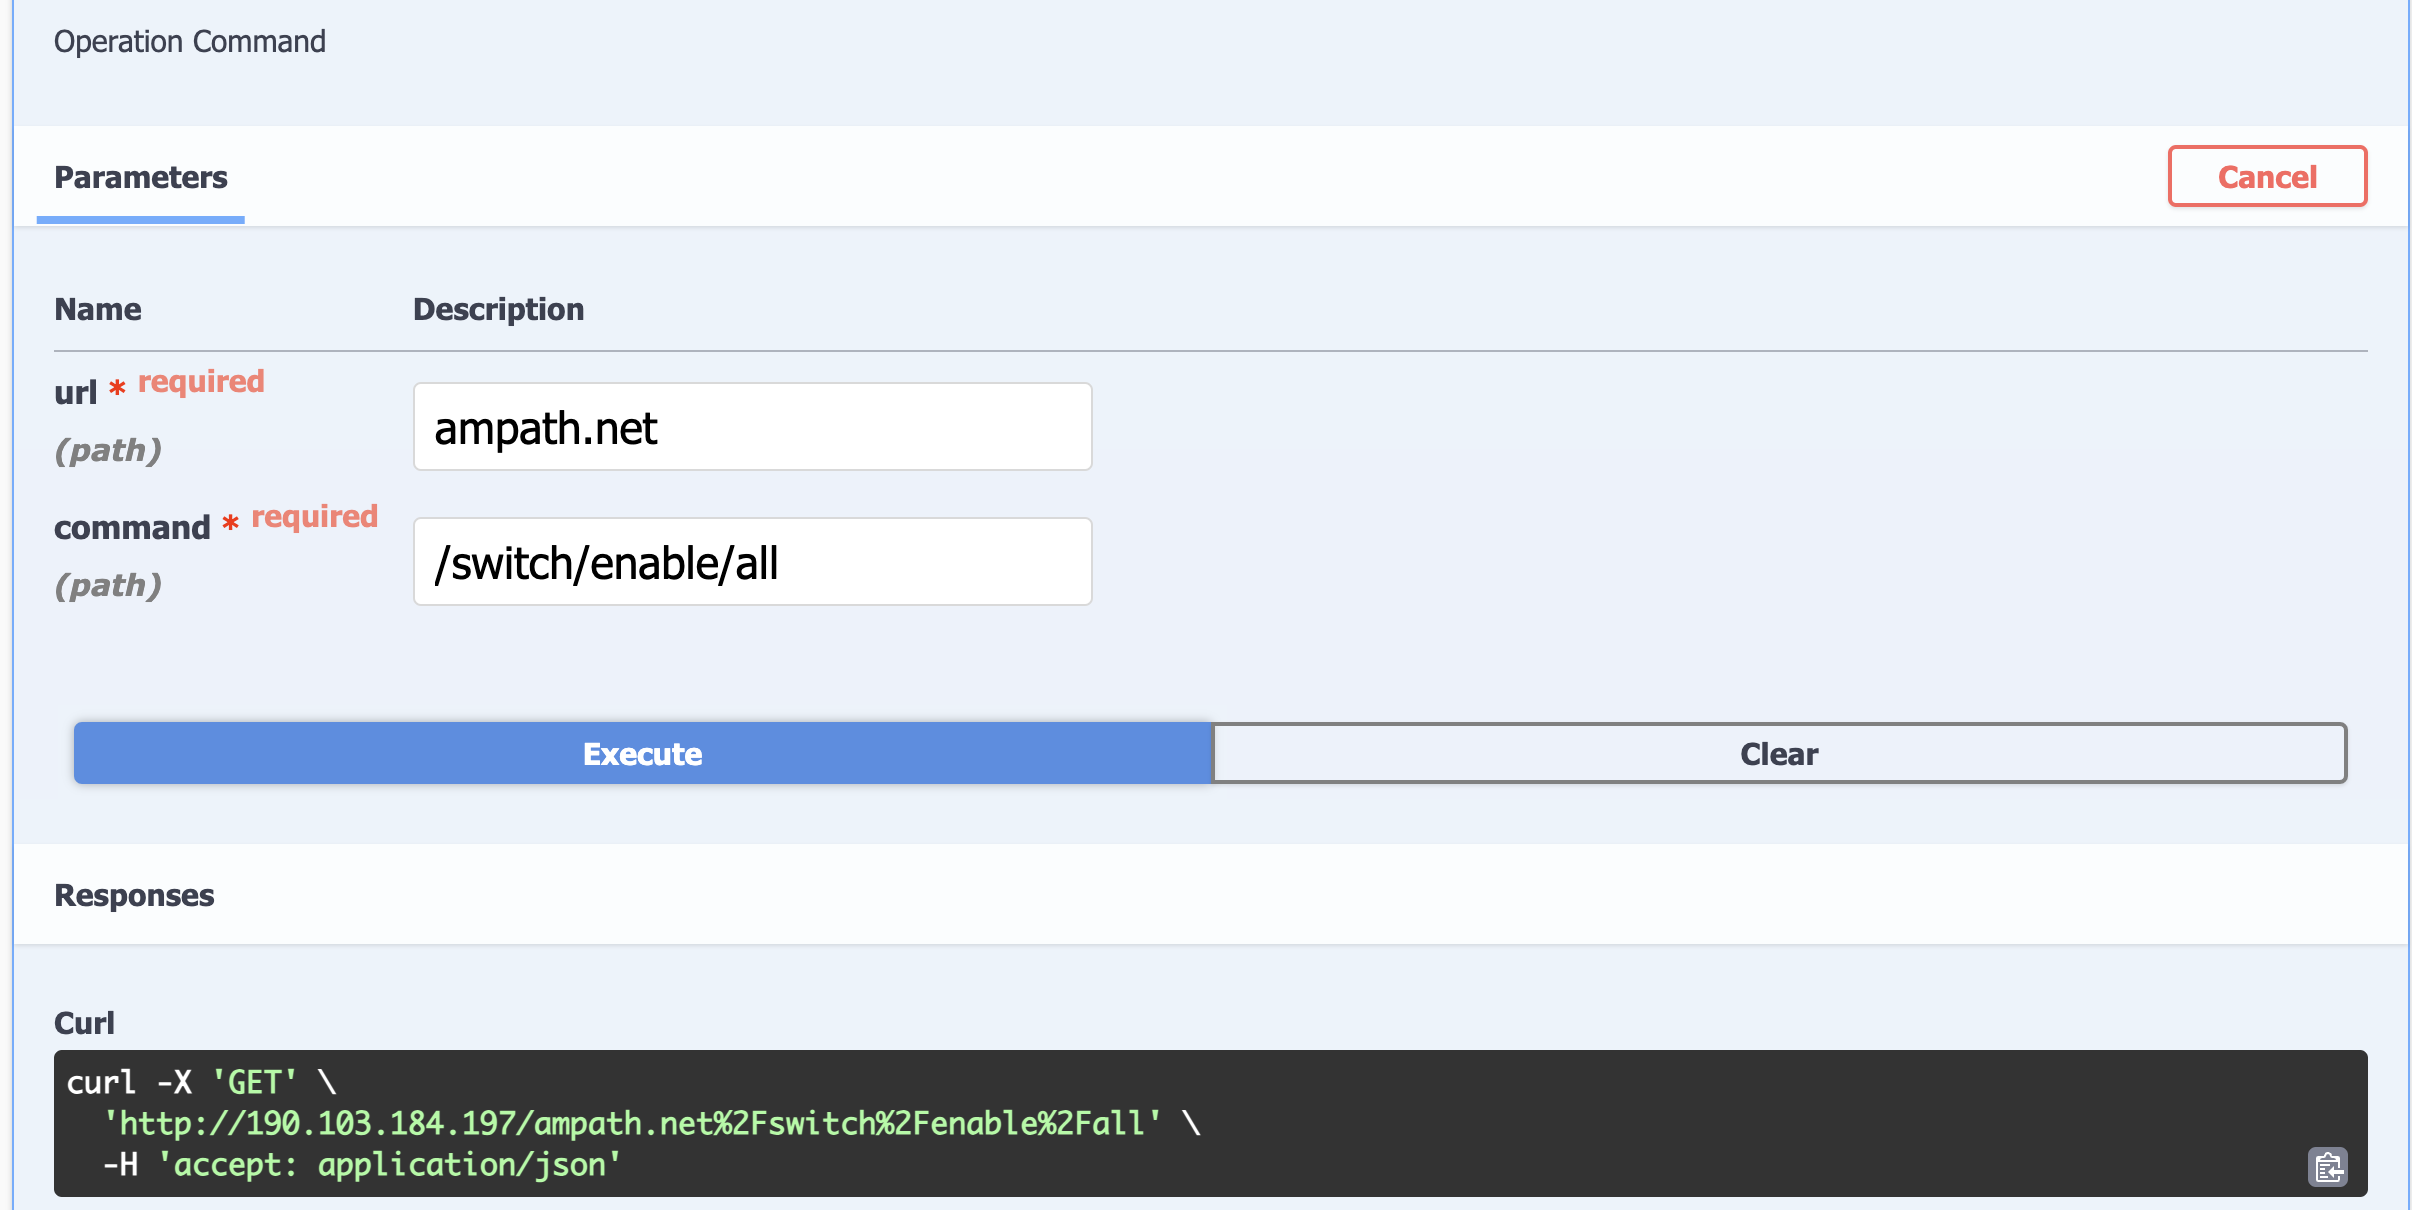 Operation Command
Parameters
Cancel
Name Description
url * required
(path)
ampath.net
command * required
(path)
/switch/enable/all
Execute
Clear
Responses
Curl
curl -X 'GET' \
  'http://190.103.184.197/ampath.net%2Fswitch%2Fenable%2Fall' \
  -H 'accept: application/json'